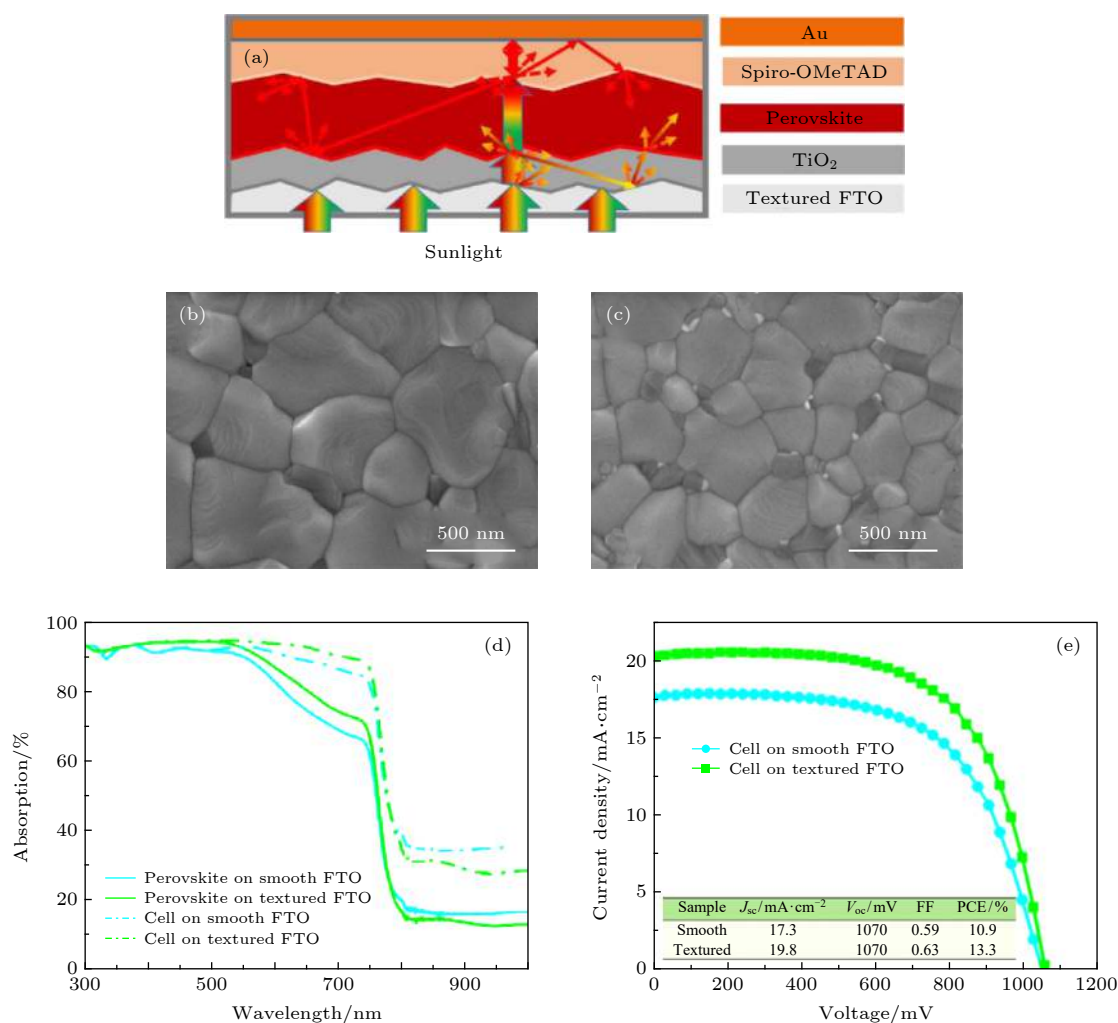 (a)
Au
Spiro-OMeTAD
Perovskite
TiO₂
Textured FTO
Sunlight
(b)
500 nm
(c)
500 nm
(d)
100
80
60
40
20
0
300
500
700
900
Absorption/%
Wavelength/nm
Perovskite on smooth FTO
Perovskite on textured FTO
Cell on smooth FTO
Cell on textured FTO
(e)
20
15
10
5
0
0
200
400
600
800
1000
1200
Current density/mA·cm⁻²
Voltage/mV
Cell on smooth FTO
Cell on textured FTO
Sample Jsc/mA·cm⁻² Voc/mV FF PCE/%
Smooth 17.3 1070 0.59 10.9
Textured 19.8 1070 0.63 13.3